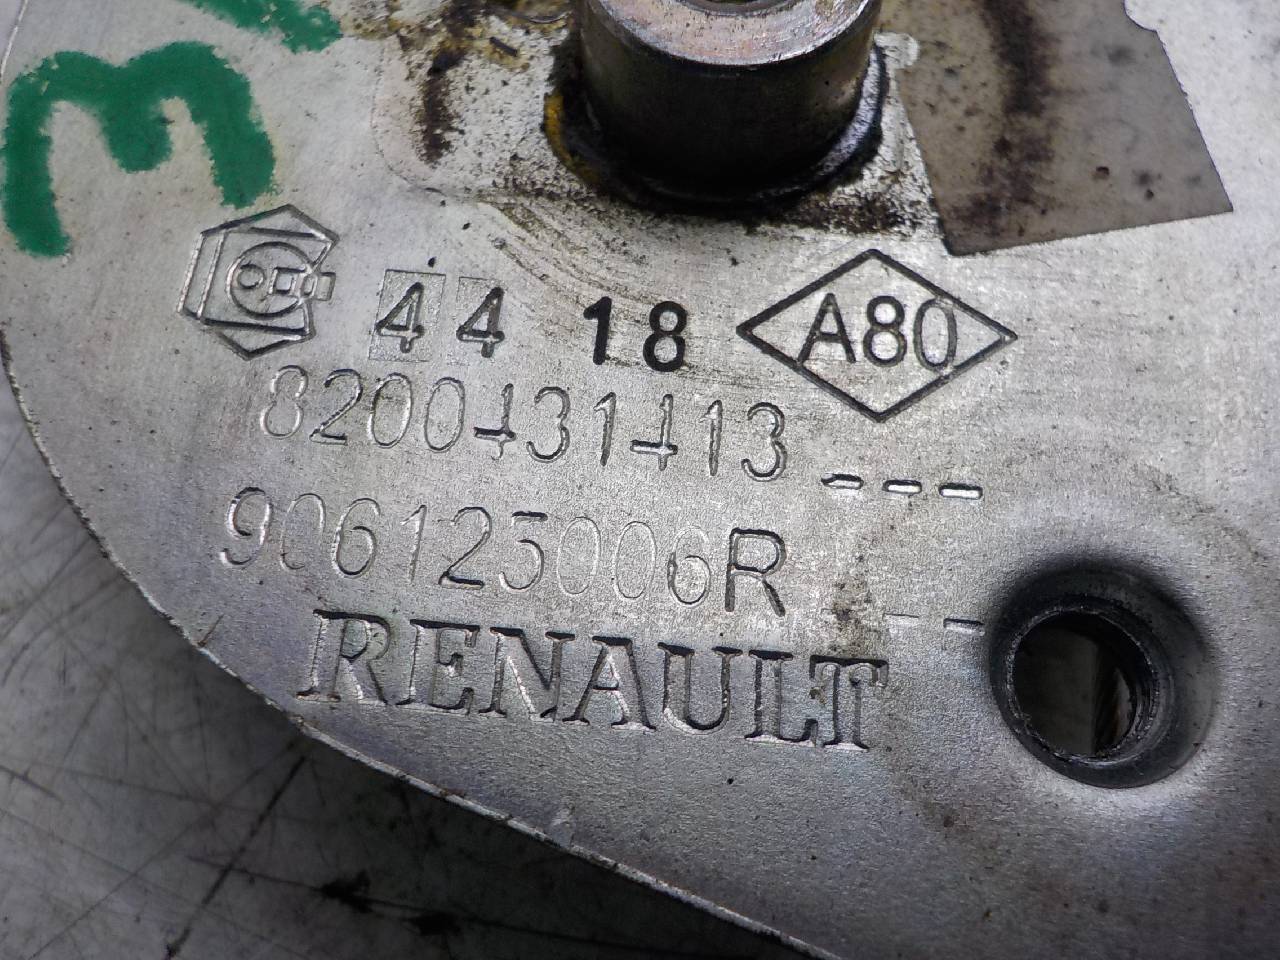 44 18 A80
8200431413---
906125006R ---
RENAULT